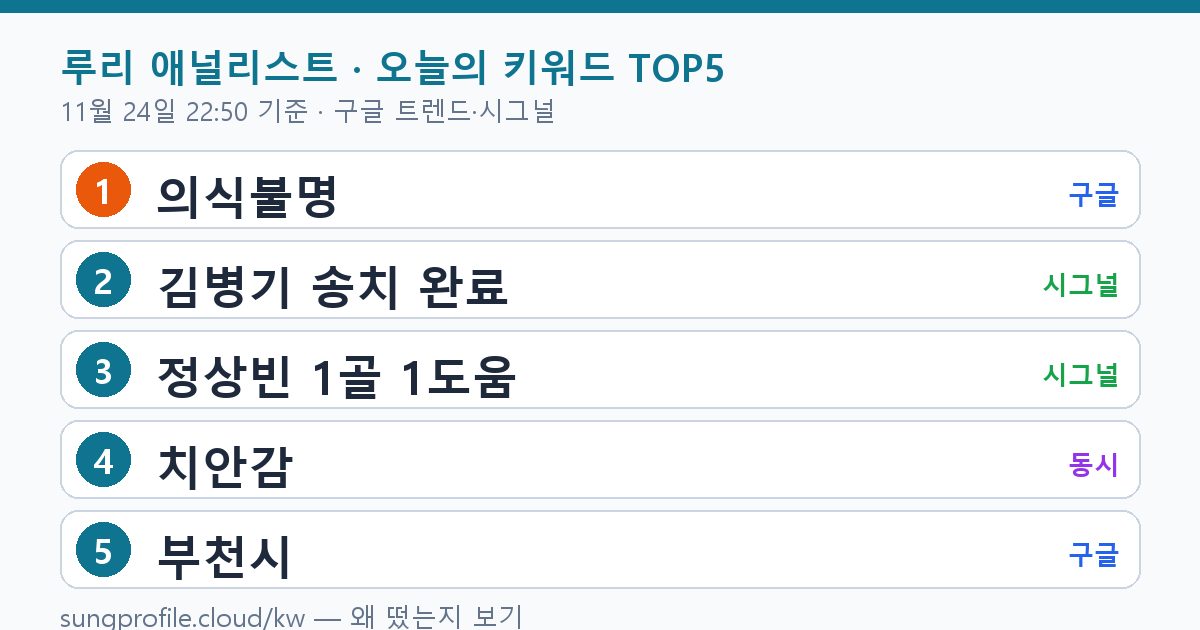 루리 애널리스트 · 오늘의 키워드 TOP5
11월 24일 22:50 기준 · 구글 트렌드·시그널
1 의식불명 구글
2 김병기 송치 완료 시그널
3 정상빈 1골 1도움 시그널
4 치안감 동시
5 부천시 구글
sungprofile.cloud/kw — 왜 떴는지 보기